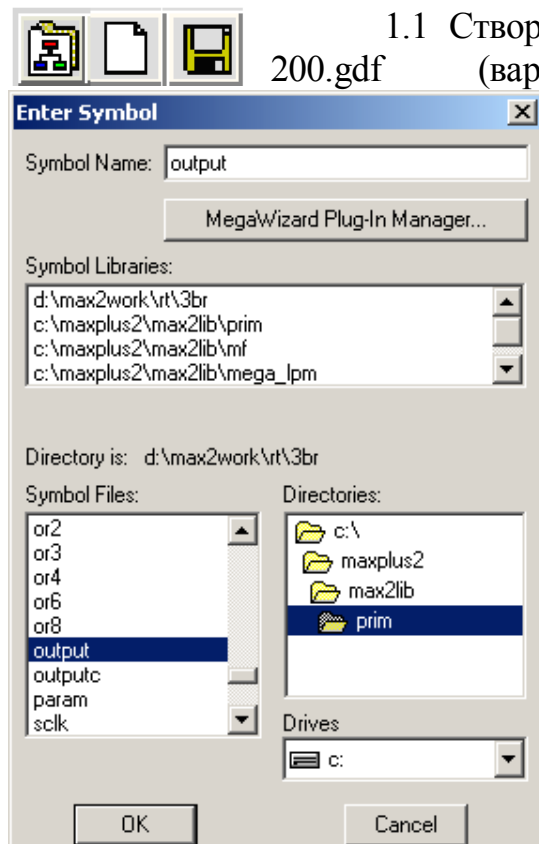 1.1 Створ
200.gdf (вар
Enter Symbol
Symbol Name: output
MegaWizard Plug-In Manager...
Symbol Libraries:
d:\max2work\rt\3br
c:\maxplus2\max2lib\prim
c:\maxplus2\max2lib\mf
c:\maxplus2\max2lib\mega_lpm
Directory is: d:\max2work\rt\3br
Symbol Files:
or2
or3
or4
or6
or8
output
outputc
param
sclk
Directories:
c:\
maxplus2
max2lib
prim
Drives
c:
OK Cancel